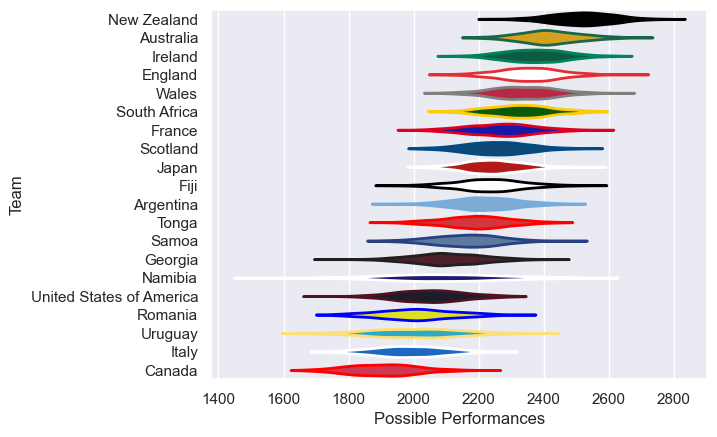 New Zealand
Australia
Ireland
England
Wales
South Africa
France
Scotland
Japan
Fiji
Argentina
Tonga
Samoa
Georgia
Namibia
United States of America
Romania
Uruguay
Italy
Canada
Team
1400 1600 1800 2000 2200 2400 2600 2800
Possible Performances